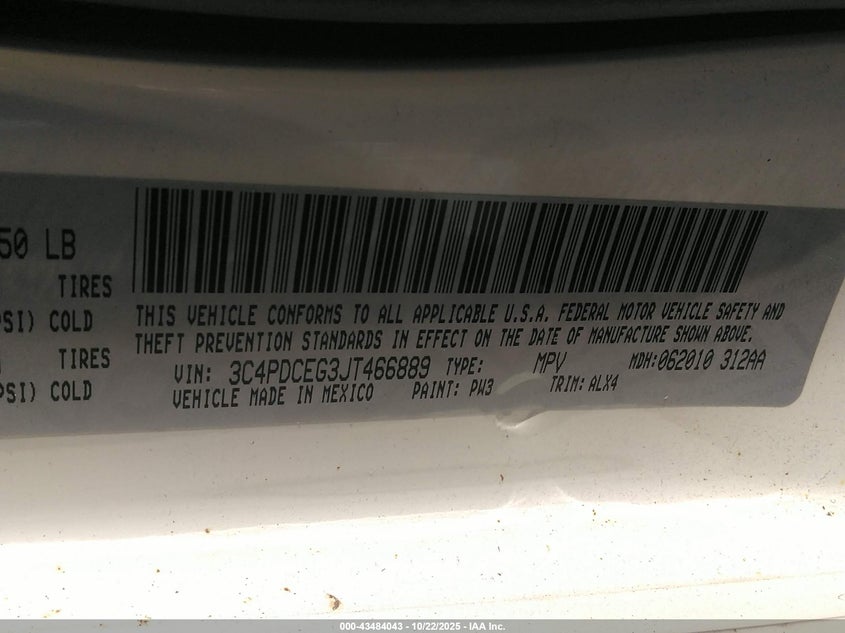 50 LB
TIRES
PSI) COLD
TIRES
PSI) COLD
THIS VEHICLE CONFORMS TO ALL APPLICABLE U.S.A. FEDERAL MOTOR VEHICLE SAFETY AND
THEFT PREVENTION STANDARDS IN EFFECT ON THE DATE OF MANUFACTURE SHOWN ABOVE.
VIN: 3C4PDCEG3JT466889 TYPE: MPV MDH:062010 312AA
VEHICLE MADE IN MEXICO PAINT: PW3 TRIM: ALX4
000-43484043 - 10/22/2025 - IAA Inc.